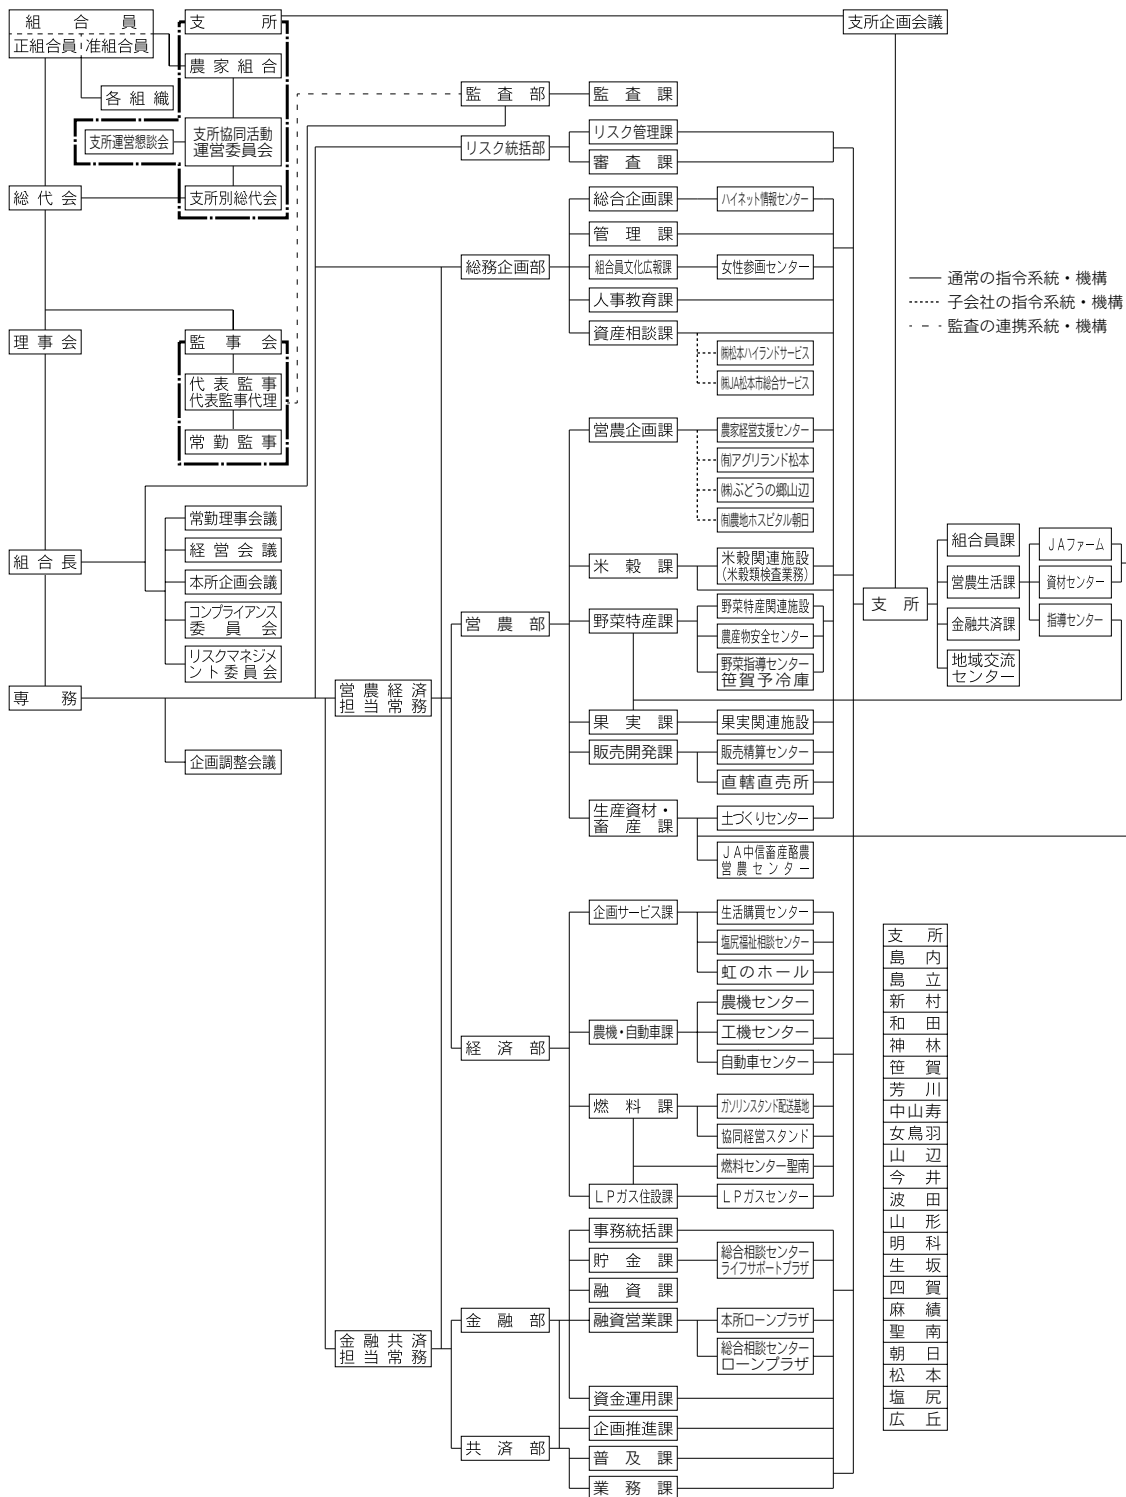 組合員
正組合員
准組合員
各組織
支所運営懇談会
総代会
理事会
組合長
専務
支所
農家組合
支所協同活動
運営委員会
支所別総代会
監事会
代表監事
代表監事代理
常勤監事
常勤理事会議
経営会議
本所企画会議
コンプライアンス
委員会
リスクマネジメ
ント委員会
企画調整会議
営農経済
担当常務
金融共済
担当常務
監査部
監査課
リスク統括部
リスク管理課
審査課
総務企画部
総合企画課
ハイネット情報センター
管理課
組合員文化広報課
女性参画センター
人事教育課
資産相談課
㈱松本ハイランドサービス
㈱JA松本市総合サービス
営農部
営農企画課
農家経営支援センター
㈲アグリランド松本
㈱ぶどうの郷山辺
㈲農地ホスピタル朝日
米穀課
米穀関連施設
(米穀類検査業務)
野菜特産課
野菜特産関連施設
農産物安全センター
野菜指導センター
笹賀予冷庫
果実課
果実関連施設
販売開発課
販売精算センター
直轄直売所
生産資材・
畜産課
土づくりセンター
JA中信畜産酪農
営農センター
経済部
企画サービス課
生活購買センター
塩尻福祉相談センター
虹のホール
農機・自動車課
農機センター
工機センター
自動車センター
燃料課
ガソリンスタンド配送基地
協同経営スタンド
燃料センター聖南
LPガス住設課
LPガスセンター
金融部
事務統括課
貯金課
総合相談センター
ライフサポートプラザ
融資課
融資営業課
本所ローンプラザ
総合相談センター
ローンプラザ
資金運用課
共済部
企画推進課
普及課
業務課
支所企画会議
通常の指令系統・機構
子会社の指令系統・機構
監査の連携系統・機構
支所
組合員課
営農生活課
金融共済課
地域交流
センター
JAファーム
資材センター
指導センター
支所
島内
島立
新村
和田
神林
笹賀
芳川
中山寿
女鳥羽
山辺
今井
波田
山形
明科
生坂
四賀
麻績
聖南
朝日
松本
塩尻
広丘